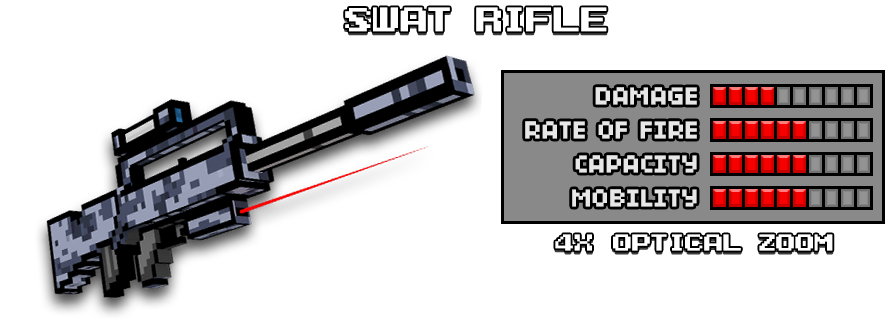 SWAT RIFLE
DAMAGE
RATE OF FIRE
CAPACITY
MOBILITY
4X OPTICAL ZOOM